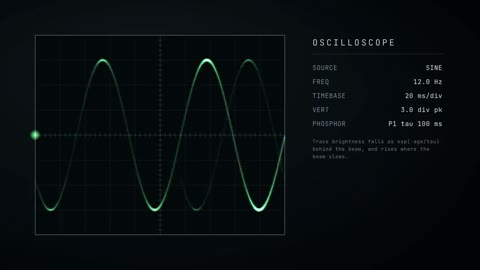 OSCILLOSCOPE
SOURCE SINE
FREQ 12.0 Hz
TIMEBASE 20 ms/div
VERT 3.0 div pk
PHOSPHOR P1 tau 100 ms
Trace brightness falls as exp(-age/tau)
behind the beam, and rises where the
beam slows.